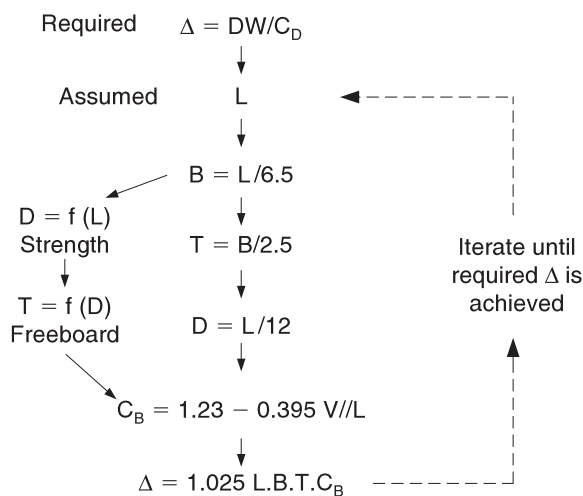 Required Δ = DW/C_D
Assumed L
B = L/6.5
D = f (L)
Strength
T = B/2.5
T = f (D)
Freeboard
D = L/12
Iterate until
required Δ is
achieved
C_B = 1.23 – 0.395 V//L
Δ = 1.025 L.B.T.C_B